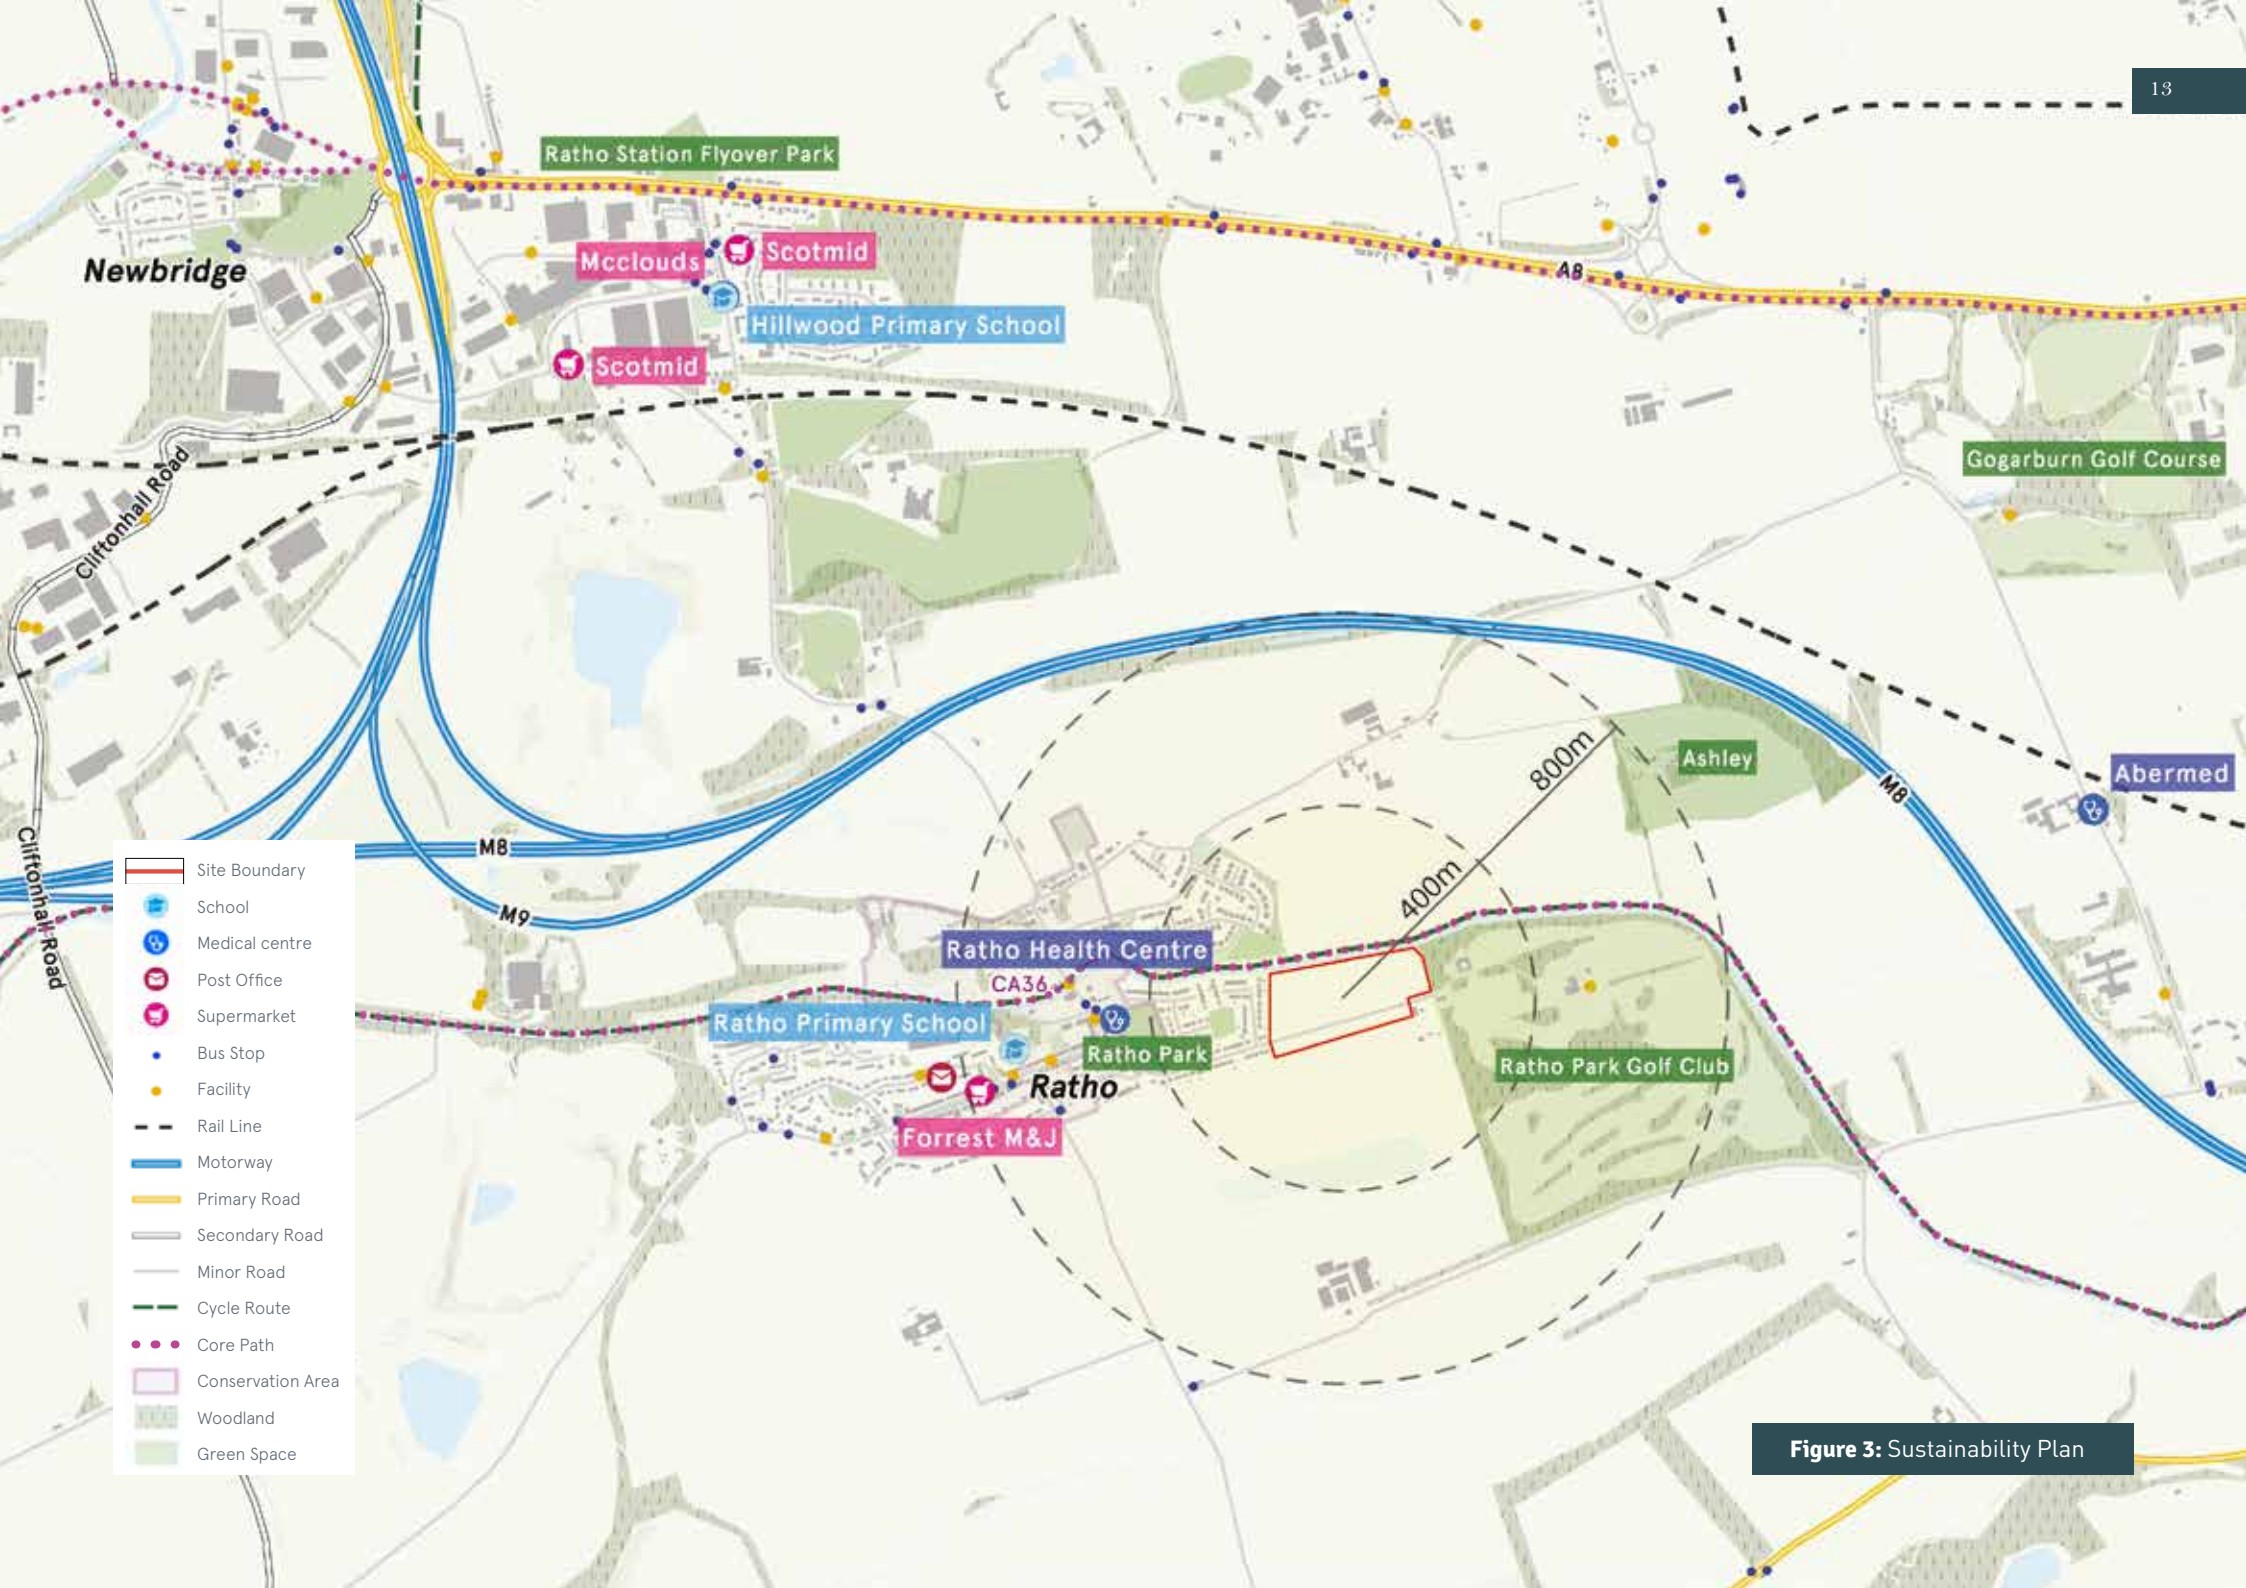 13
Ratho Station Flyover Park
Mcclouds
Scotmid
Newbridge
A8
Hillwood Primary School
Scotmid
Gogarburn Golf Course
Cliftonhall Road
800m
Ashley
Abermed
M8
M8
400m
M9
Cliftonhall Road
Ratho Health Centre
CA36
Ratho Primary School
Ratho Park
Ratho Park Golf Club
Ratho
Forrest M&J
Site Boundary
School
Medical centre
Post Office
Supermarket
Bus Stop
Facility
Rail Line
Motorway
Primary Road
Secondary Road
Minor Road
Cycle Route
Core Path
Conservation Area
Woodland
Green Space
Figure 3: Sustainability Plan